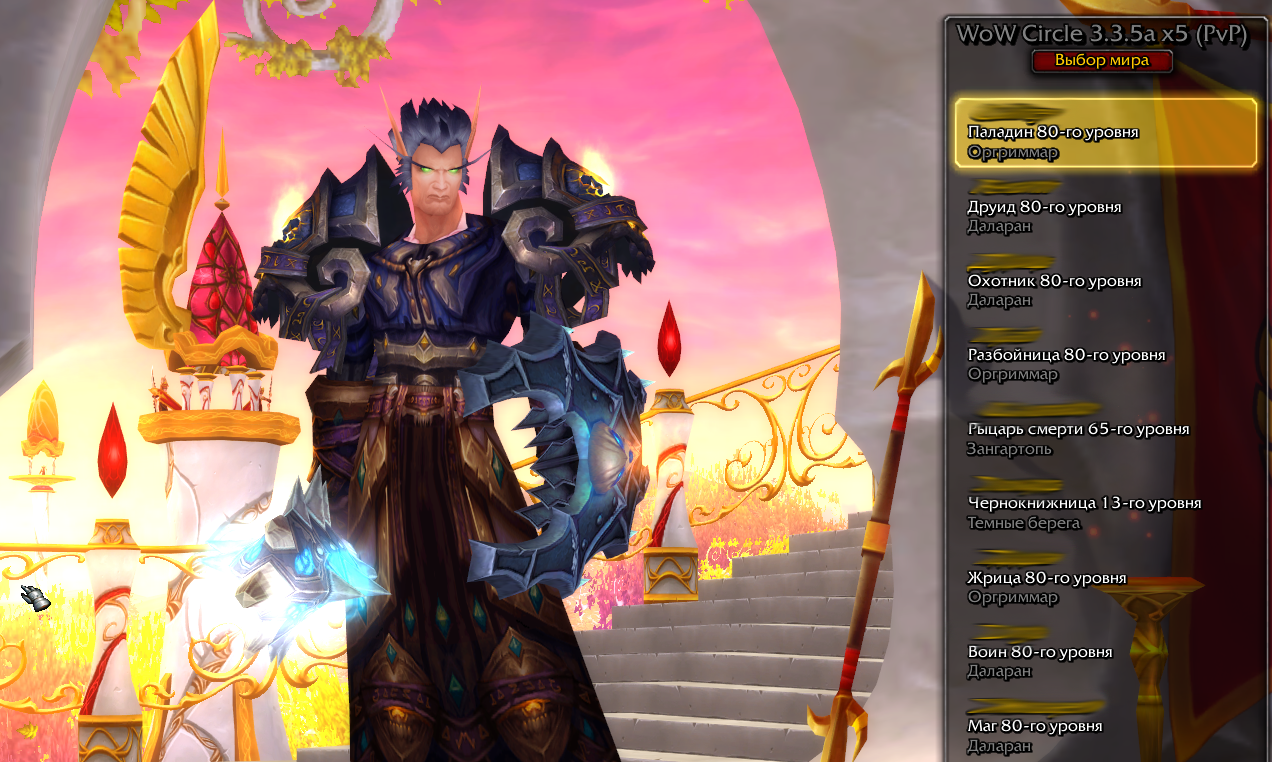 WoW Circle 3.3.5a x5 (PvP)
Выбор мира
Паладин 80-го уровня
Оргриммар
Друид 80-го уровня
Даларан
Охотник 80-го уровня
Даларан
Разбойница 80-го уровня
Оргриммар
Рыцарь смерти 65-го уровня
Зангартопь
Чернокнижница 13-го уровня
Темные берега
Жрица 80-го уровня
Оргриммар
Воин 80-го уровня
Даларан
Маг 80-го уровня
Даларан